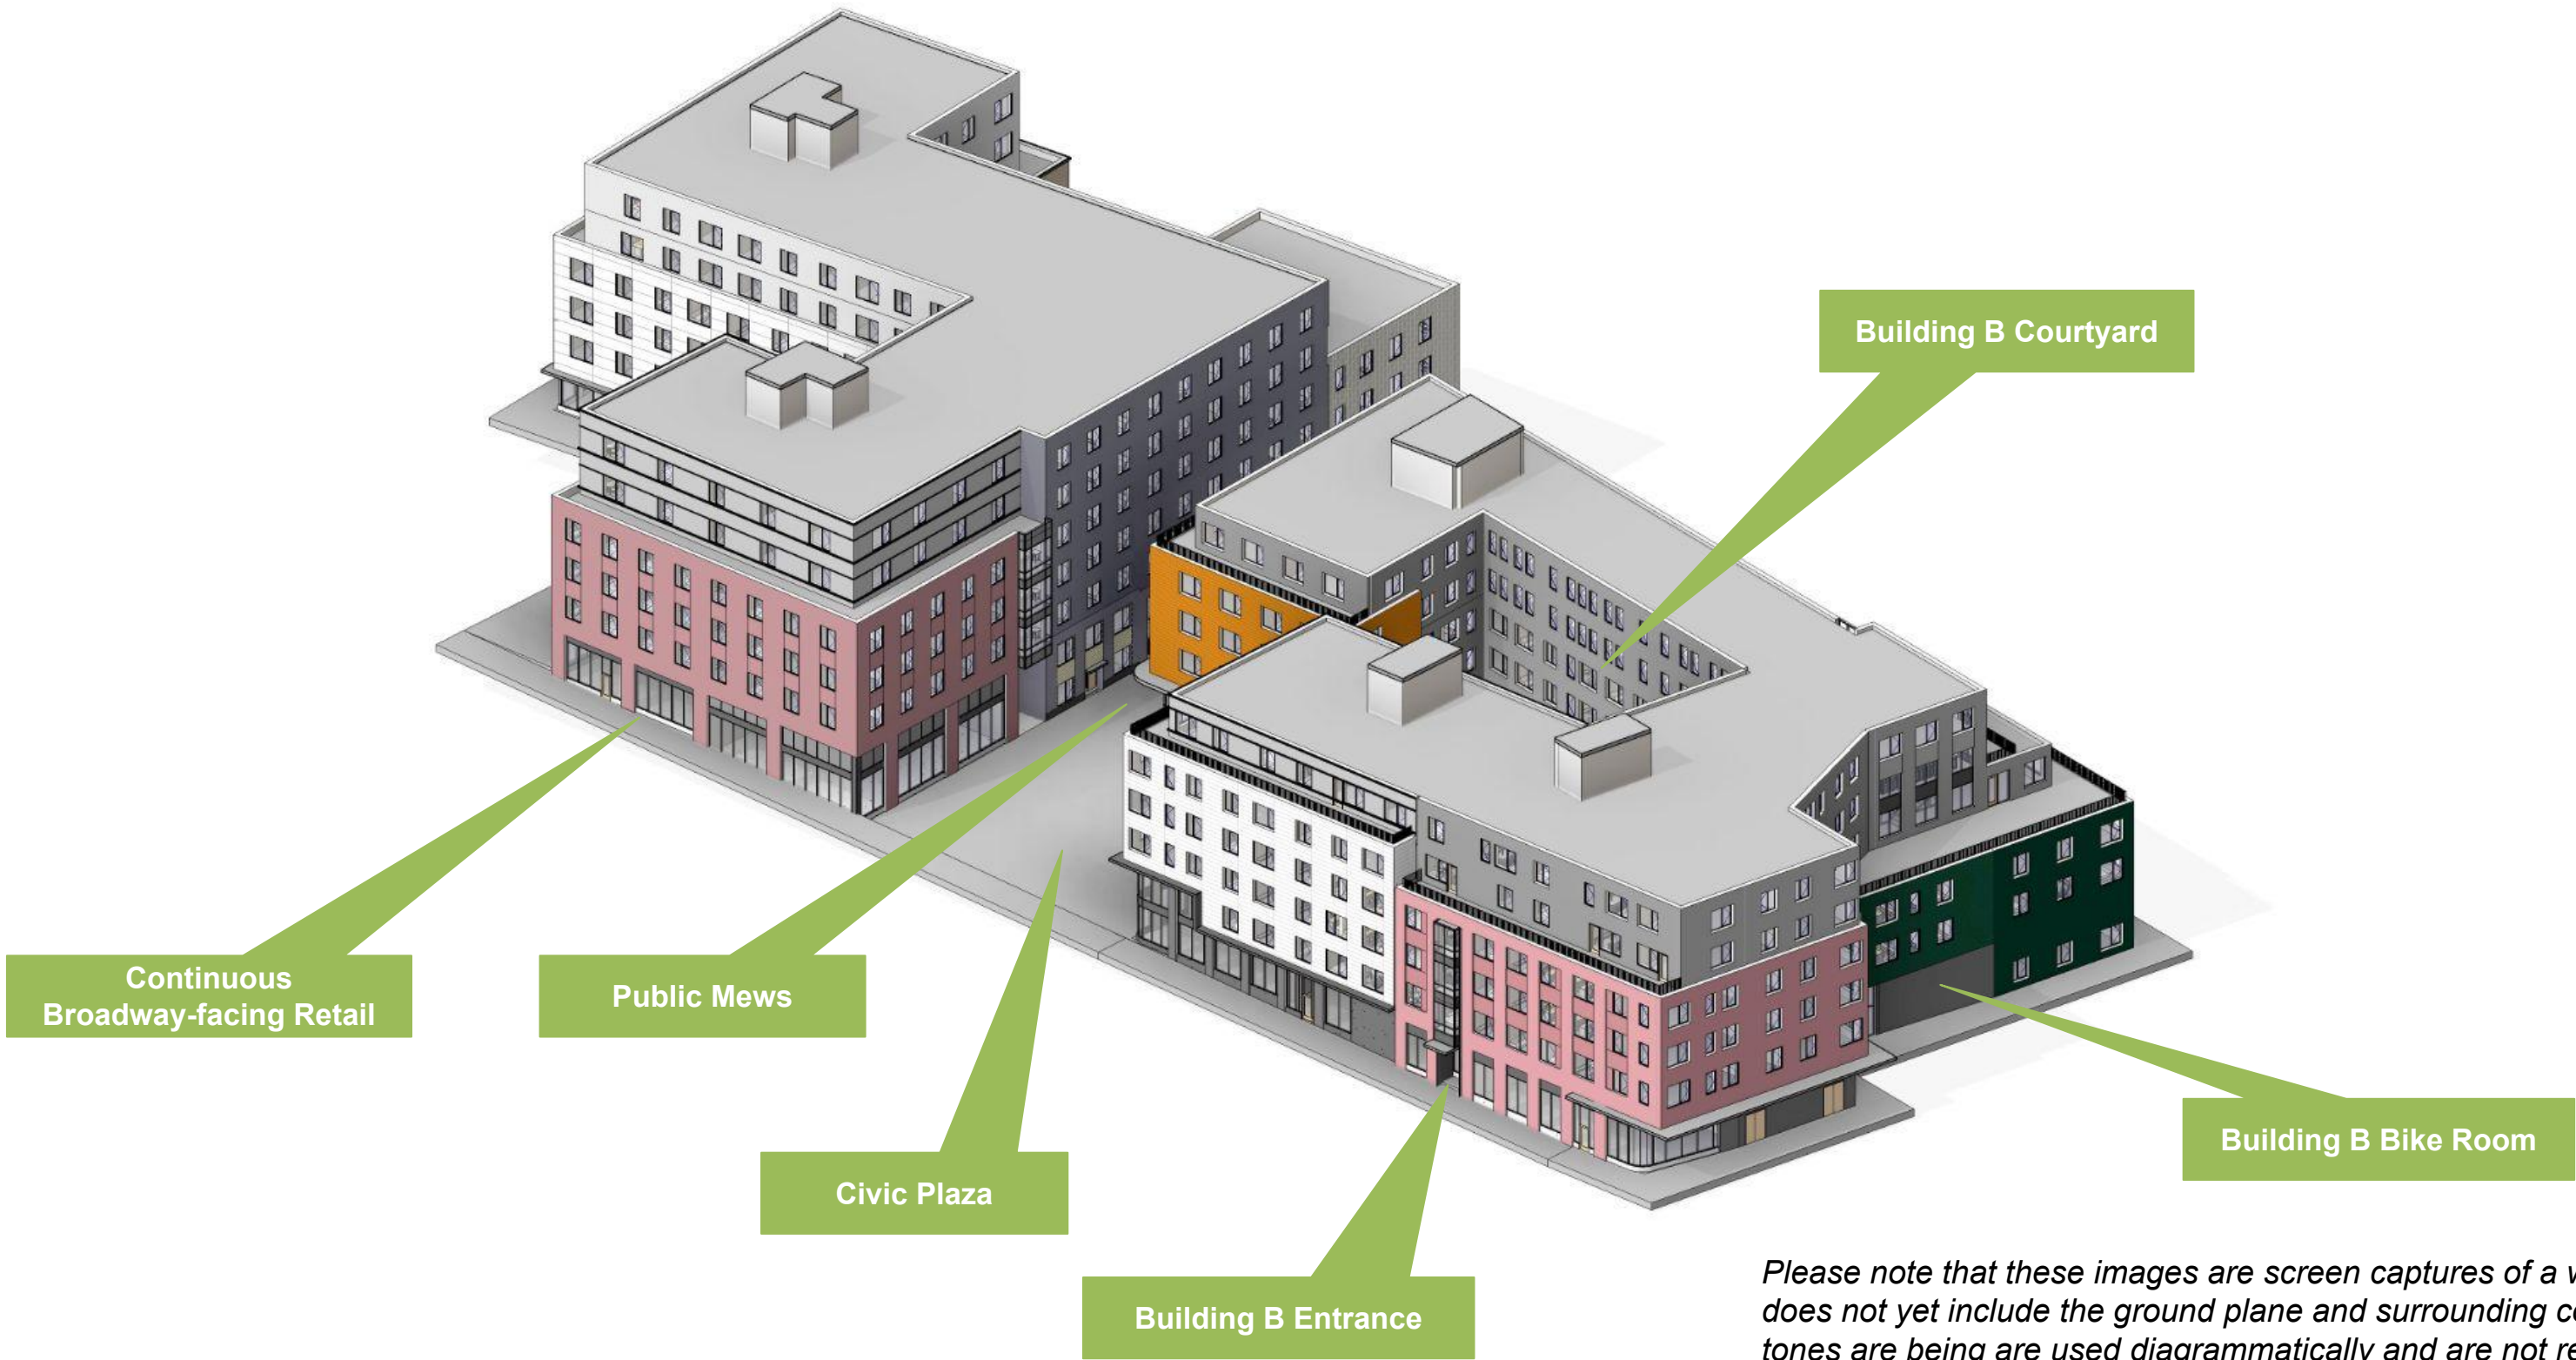 Building B Courtyard
Continuous
Broadway-facing Retail
Public Mews
Building B Bike Room
Civic Plaza
Building B Entrance
Please note that these images are screen captures of a
does not yet include the ground plane and surrounding
tones are being are used diagrammatically and are not